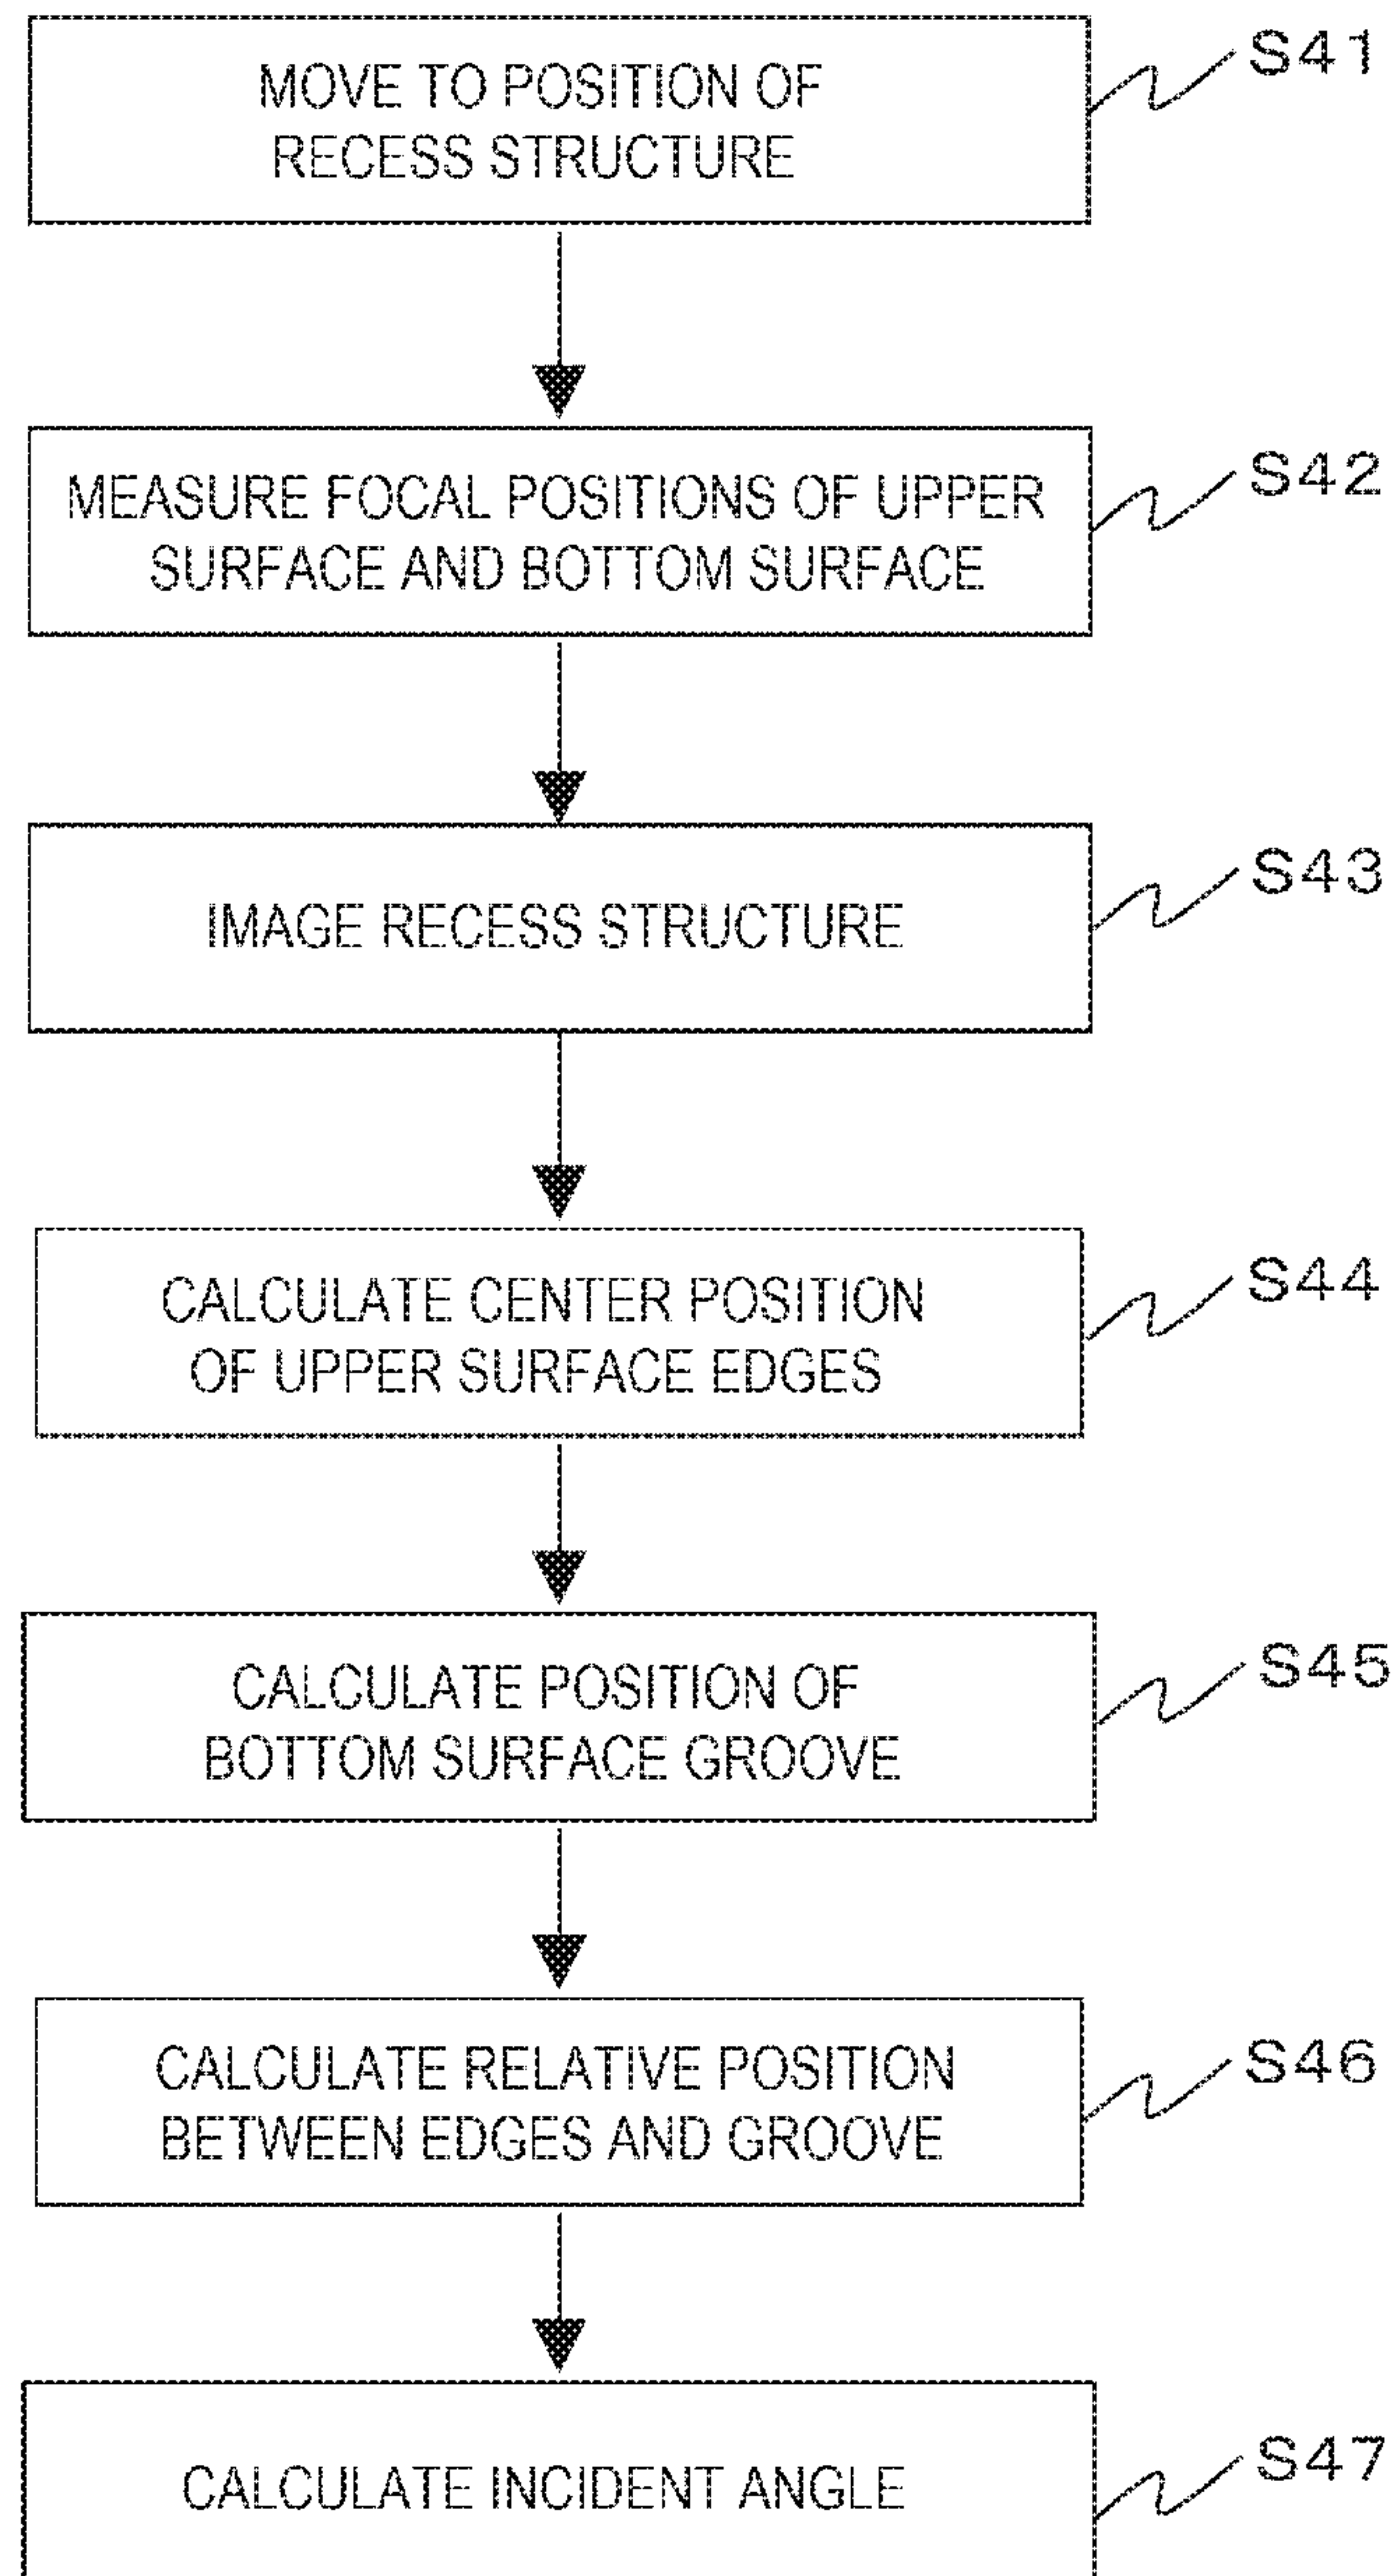 S41
MOVE TO POSITION OF
RECESS STRUCTURE
S42
MEASURE FOCAL POSITIONS OF UPPER
SURFACE AND BOTTOM SURFACE
S43
IMAGE RECESS STRUCTURE
S44
CALCULATE CENTER POSITION
OF UPPER SURFACE EDGES
S45
CALCULATE POSITION OF
BOTTOM SURFACE GROOVE
S46
CALCULATE RELATIVE POSITION
BETWEEN EDGES AND GROOVE
S47
CALCULATE INCIDENT ANGLE